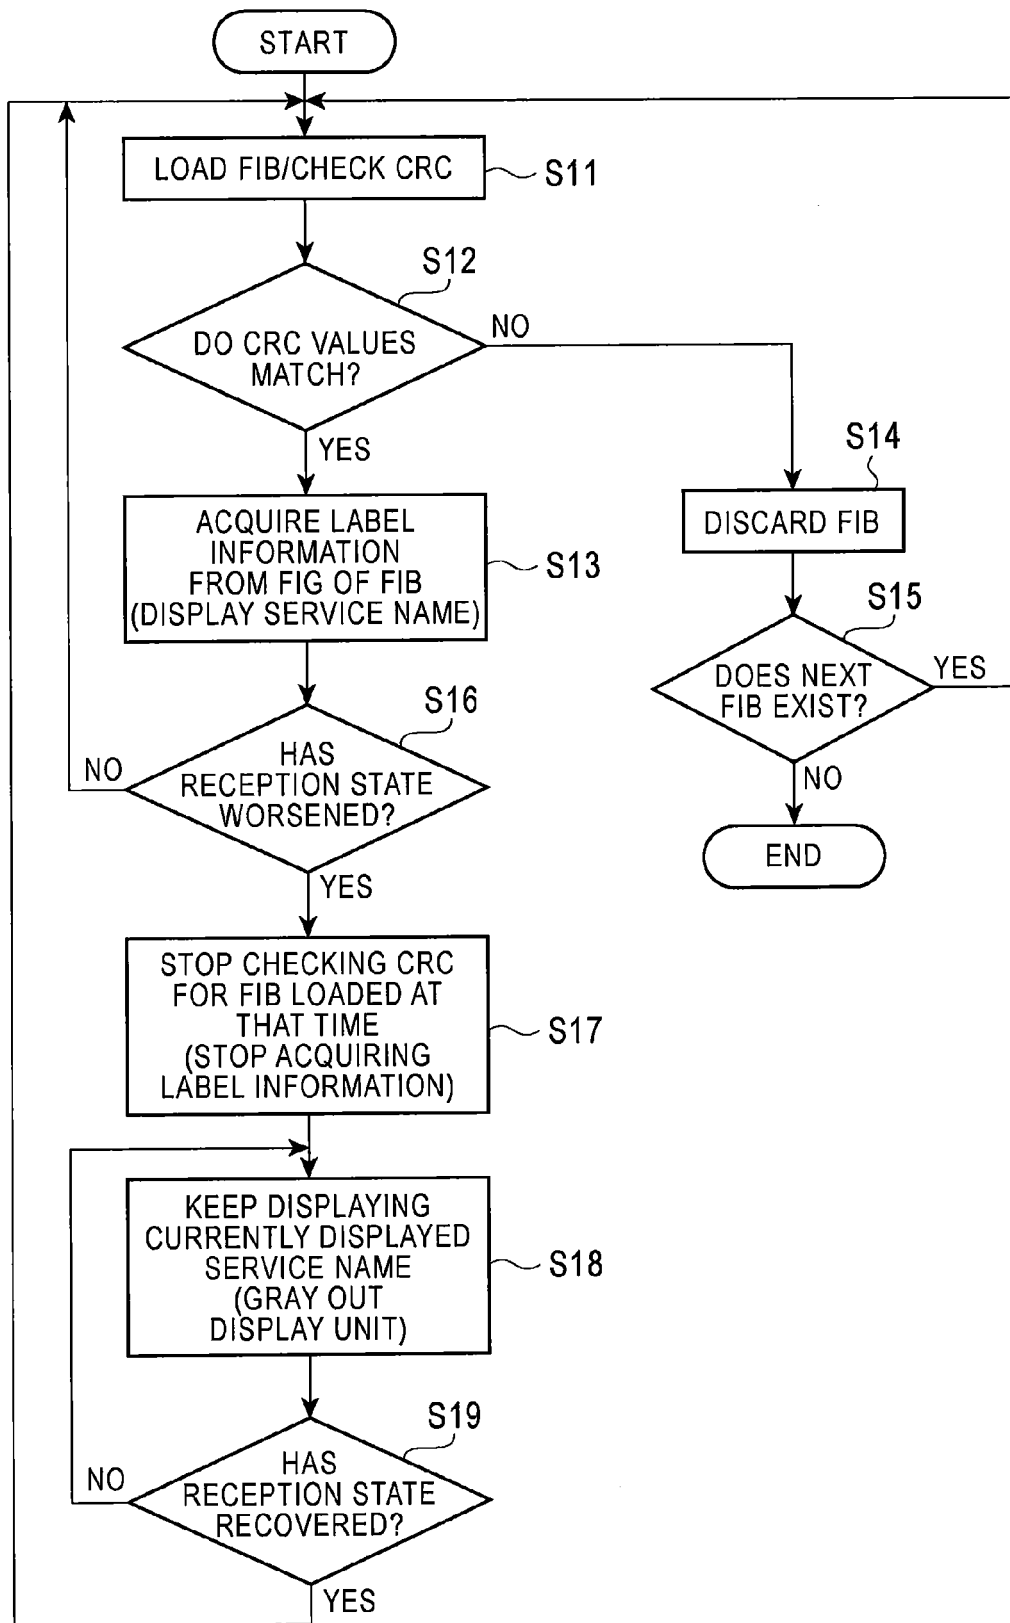 START
LOAD FIB/CHECK CRC
S11
S12
DO CRC VALUES
MATCH?
NO
YES
ACQUIRE LABEL
INFORMATION
FROM FIG OF FIB
(DISPLAY SERVICE NAME)
S13
S14
DISCARD FIB
S15
DOES NEXT
FIB EXIST?
YES
NO
END
S16
HAS
RECEPTION STATE
WORSENED?
NO
YES
STOP CHECKING CRC
FOR FIB LOADED AT
THAT TIME
(STOP ACQUIRING
LABEL INFORMATION)
S17
KEEP DISPLAYING
CURRENTLY DISPLAYED
SERVICE NAME
(GRAY OUT
DISPLAY UNIT)
S18
S19
HAS
RECEPTION STATE
RECOVERED?
NO
YES